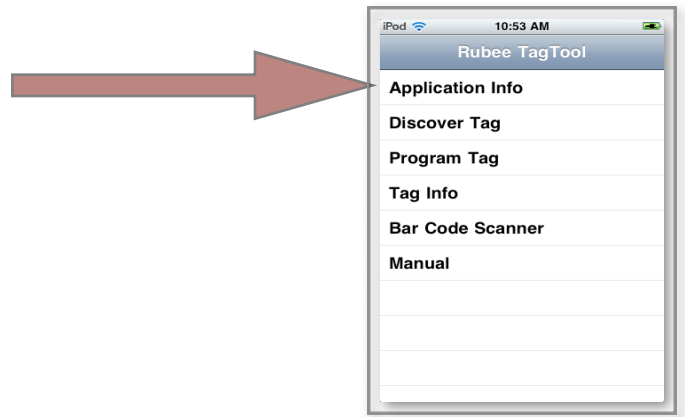 iPod 10:53 AM
Rubee TagTool
Application Info
Discover Tag
Program Tag
Tag Info
Bar Code Scanner
Manual